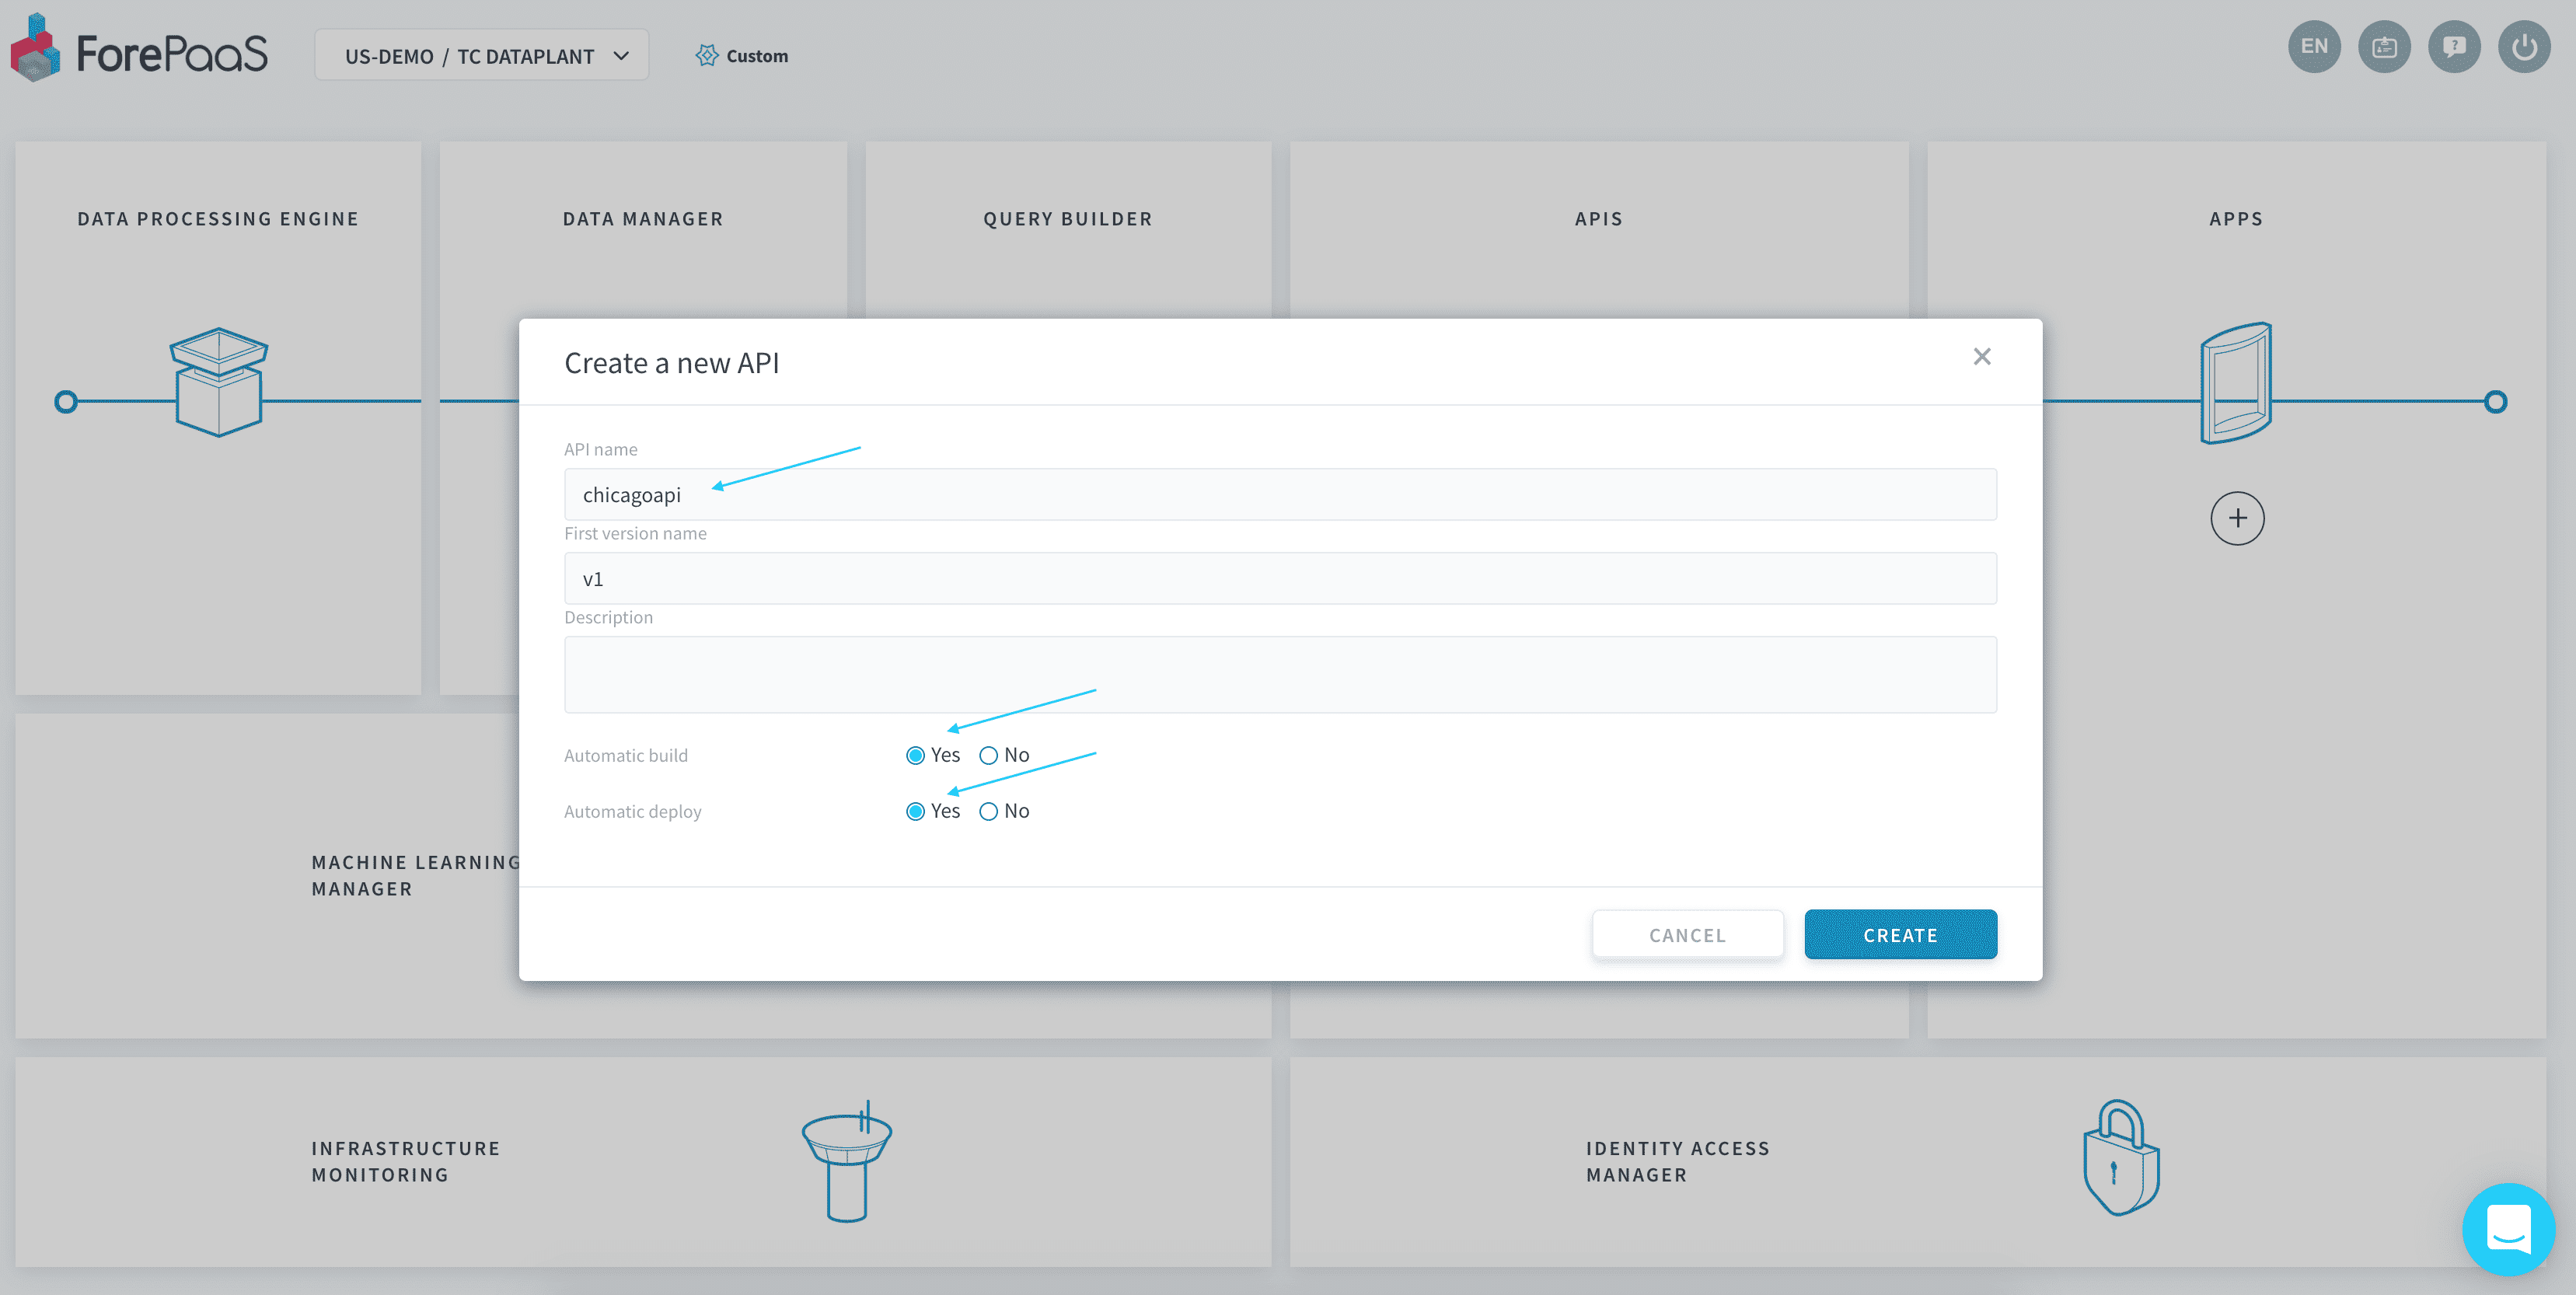 ForePaaS
US-DEMO / TC DATAPLANT
Custom
EN
?
DATA PROCESSING ENGINE
DATA MANAGER
QUERY BUILDER
APIS
APPS
Create a new API
API name
chicagoapi
First version name
v1
Description
Automatic build
Yes
No
Automatic deploy
Yes
No
CANCEL
CREATE
MACHINE LEARNING
MANAGER
INFRASTRUCTURE
MONITORING
IDENTITY ACCESS
MANAGER